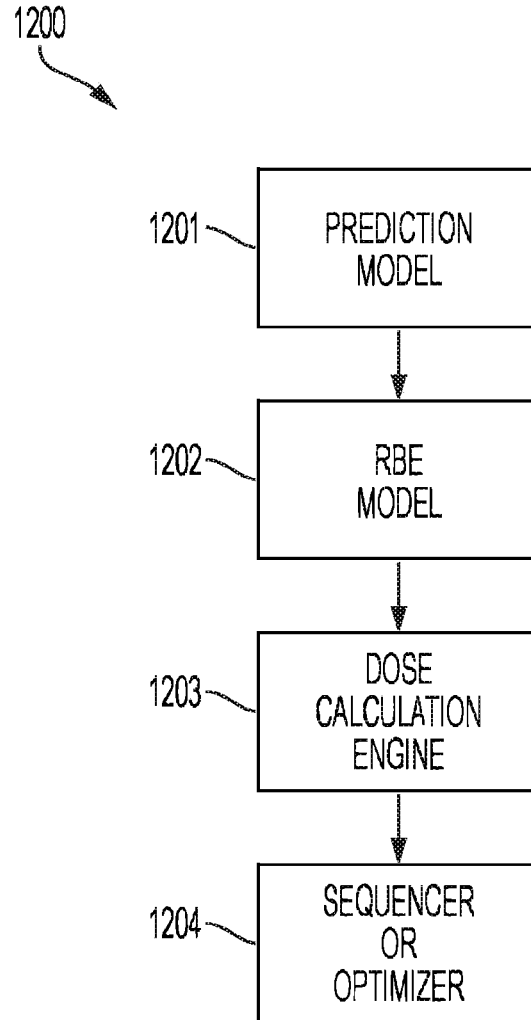 1200
1201
PREDICTION
MODEL
1202
RBE
MODEL
1203
DOSE
CALCULATION
ENGINE
1204
SEQUENCER
OR
OPTIMIZER